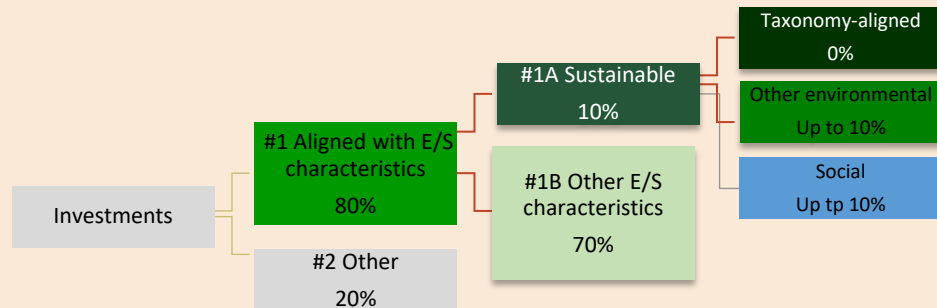 Investments
#1 Aligned with E/S
characteristics
80%
#2 Other
20%
#1A Sustainable
10%
#1B Other E/S
characteristics
70%
Taxonomy-aligned
0%
Other environmental
Up to 10%
Social
Up tp 10%